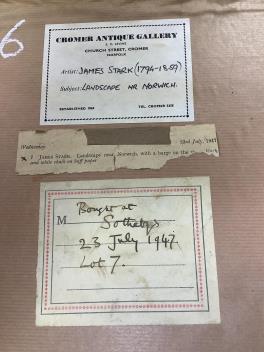 6
CROMER ANTIQUE GALLERY
CHURCH STREET, CROMER
NORFOLK
Artist: JAMES STARK (1794-1859)
Subject: LANDSCAPE NR NORWICH.
ESTABLISHED
TEL. CROMER
Wednesday 23rd July, 1947
7 James Stark. Landscape near Norwich, with a barge on the
and white chalk on buff paper
Bought at
M Sothebys
23 July 1947.
Lot 7.